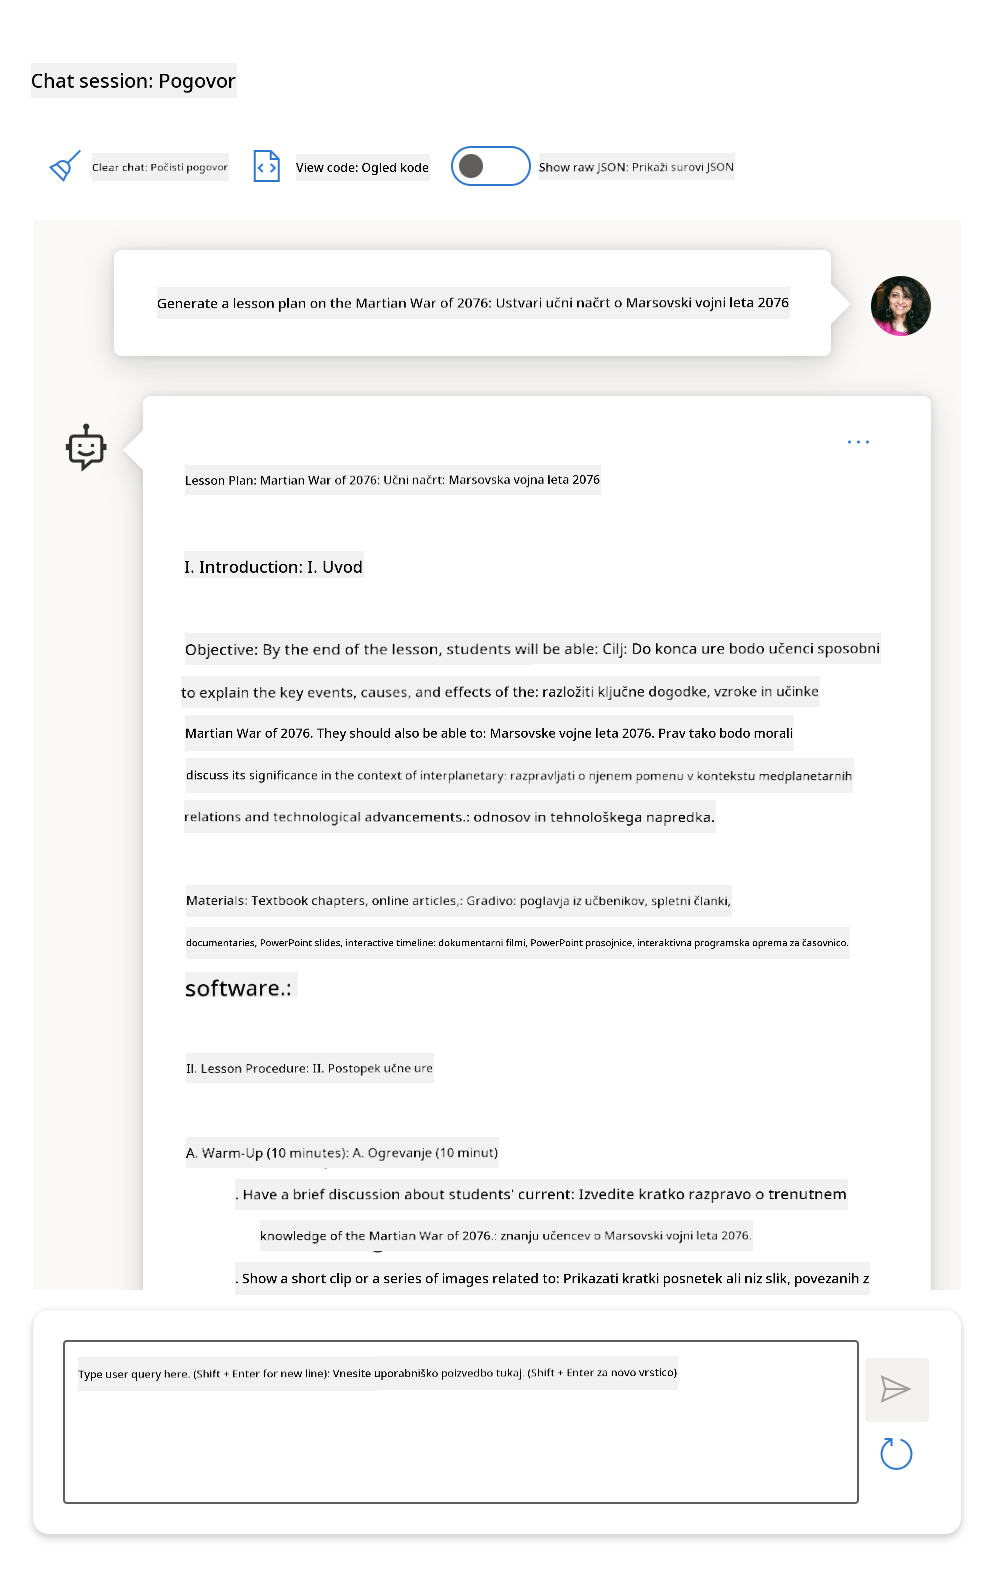 Chat session: Pogovor
Clear chat: Počisti pogovor
View code: Ogled kode
Show raw JSON: Prikaži surovi JSON
Generate a lesson plan on the Martian War of 2076: Ustvari učni načrt o Marsovski vojni leta 2076
Lesson Plan: Martian War of 2076: Učni načrt: Marsovska vojna leta 2076
I. Introduction: I. Uvod
Objective: By the end of the lesson, students will be able: Cilj: Do konca ure bodo učenci sposobni
to explain the key events, causes, and effects of the: razložiti ključne dogodke, vzroke in učinke
Martian War of 2076. They should also be able to: Marsovske vojne leta 2076. Prav tako bodo morali
discuss its significance in the context of interplanetary: razpravljati o njenem pomenu v kontekstu medplanetarnih
relations and technological advancements.: odnosov in tehnološkega napredka.
Materials: Textbook chapters, online articles,: Gradivo: poglavja iz učbenikov, spletni članki,
documentaries, PowerPoint slides, interactive timeline: dokumentarni filmi, PowerPoint prosojnice, interaktivna programska oprema za časovnico.
software.:
II. Lesson Procedure: II. Postopek učne ure
A. Warm-Up (10 minutes): A. Ogrevanje (10 minut)
. Have a brief discussion about students' current: Izvedite kratko razpravo o trenutnem
knowledge of the Martian War of 2076.: znanju učencev o Marsovski vojni leta 2076.
. Show a short clip or a series of images related to: Prikazati kratki posnetek ali niz slik, povezanih z
Type user query here. (Shift + Enter for new line): Vnesite uporabniško poizvedbo tukaj. (Shift + Enter za novo vrstico)